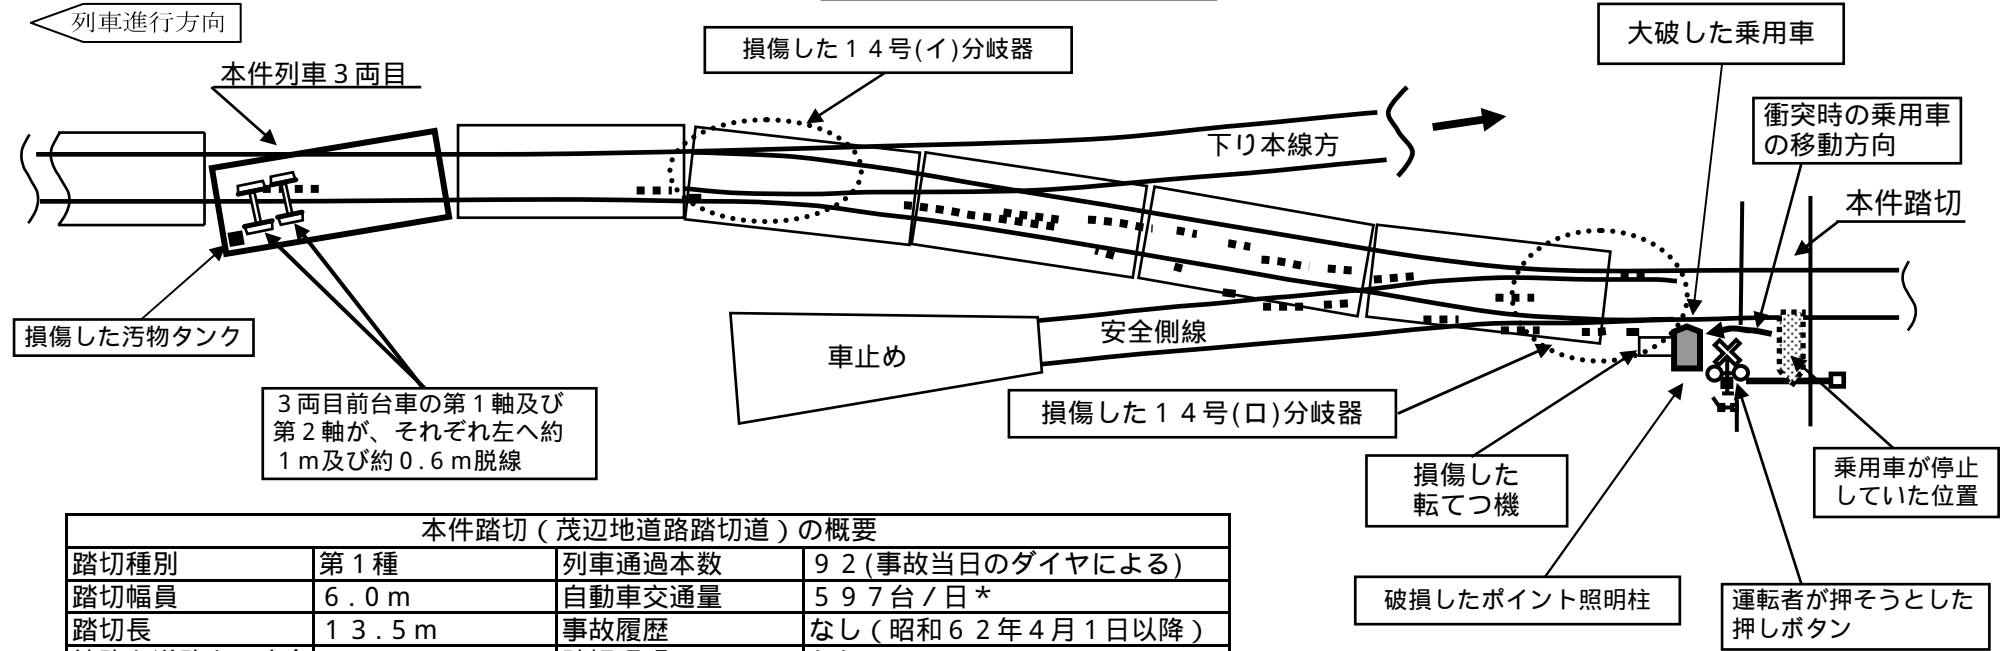 列車進行方向
本件列車３両目
損傷した１４号(イ)分岐器
大破した乗用車
衝突時の乗用車
の移動方向
下り本線方
本件踏切
損傷した汚物タンク
安全側線
車止め
３両目前台車の第１軸及び
第２軸が、それぞれ左へ約
１ｍ及び約０.６ｍ脱線
損傷した１４号(ロ)分岐器
損傷した
転てつ機
乗用車が停止
していた位置
破損したポイント照明柱
運転者が押そうとした
押しボタン
本件踏切（茂辺地道路踏切道）の概要
踏切種別 第１種 列車通過本数 ９２(事故当日のダイヤによる)
踏切幅員 ６.０ｍ 自動車交通量 ５９７台/日*
踏切長 １３.５ｍ 事故履歴 なし（昭和６２年４月１日以降）